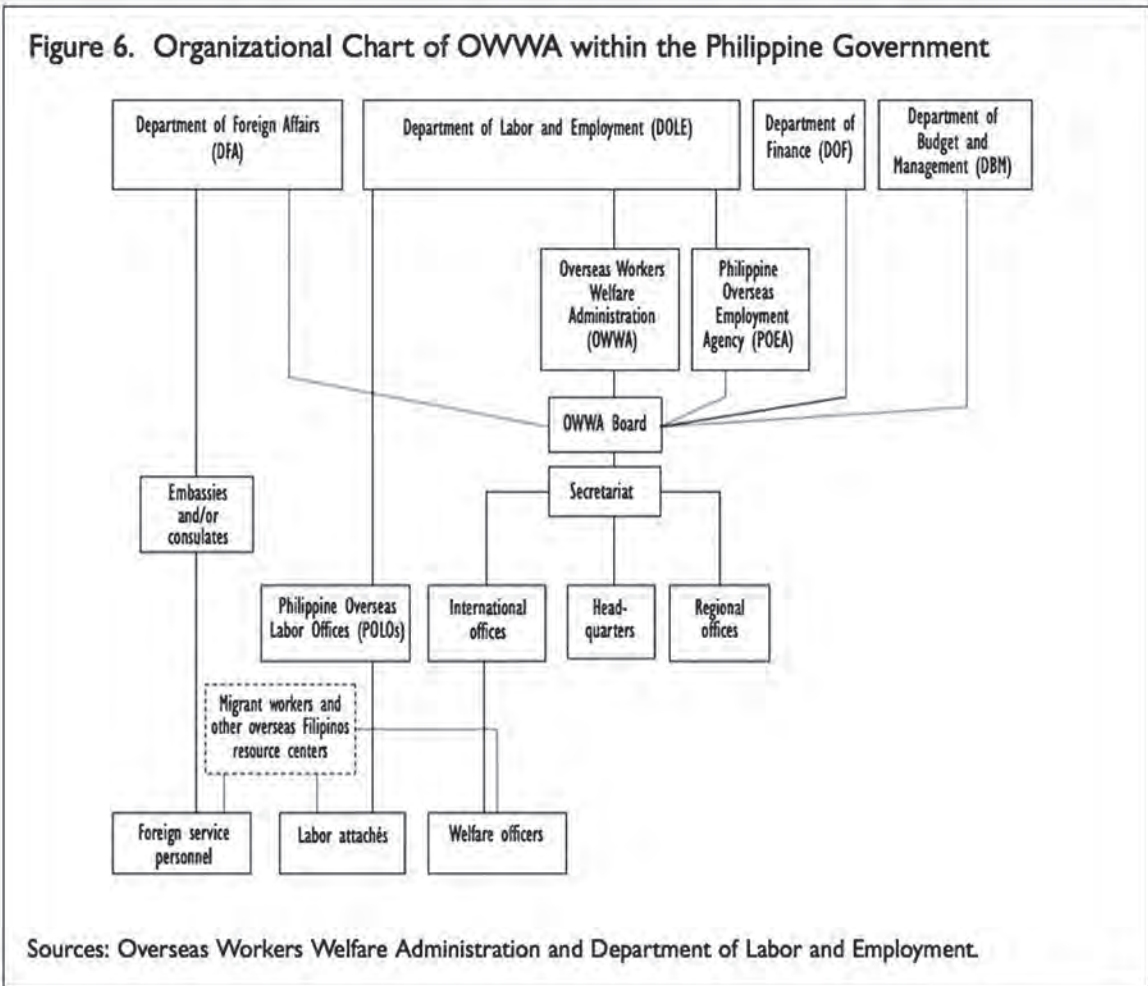 Figure 6. Organizational Chart of OWWA within the Philippine Government
Department of Foreign Affairs
(DFA)
Department of Labor and Employment (DOLE)
Department of
Finance (DOF)
Department of
Budget and
Management (DBM)
Overseas Workers
Welfare
Administration
(OWWA)
Philippine
Overseas
Employment
Agency (POEA)
OWWA Board
Secretariat
Embassies
and/or
consulates
Philippine Overseas
Labor Offices (POLOs)
International
offices
Head-
quarters
Regional
offices
Migrant workers and
other overseas Filipinos
resource centers
Foreign service
personnel
Labor attachés
Welfare officers
Sources: Overseas Workers Welfare Administration and Department of Labor and Employment.